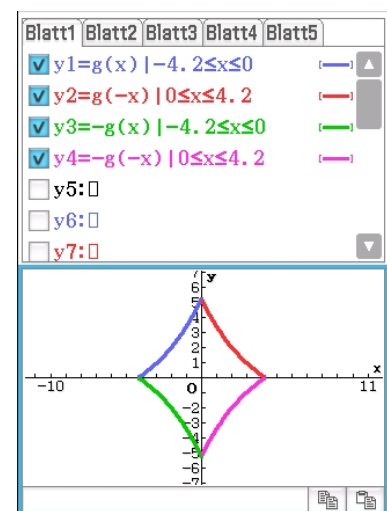 Blatt1 Blatt2 Blatt3 Blatt4 Blatt5
y1=g(x)|-4.2≤x≤0
y2=g(-x)|0≤x≤4.2
y3=-g(x)|-4.2≤x≤0
y4=-g(-x)|0≤x≤4.2
y5:▯
y6:▯
y7:▯
7 y
6
5
4
3
2
1
x
-10 O 11
-2
-3
-4
-5
-6
-7